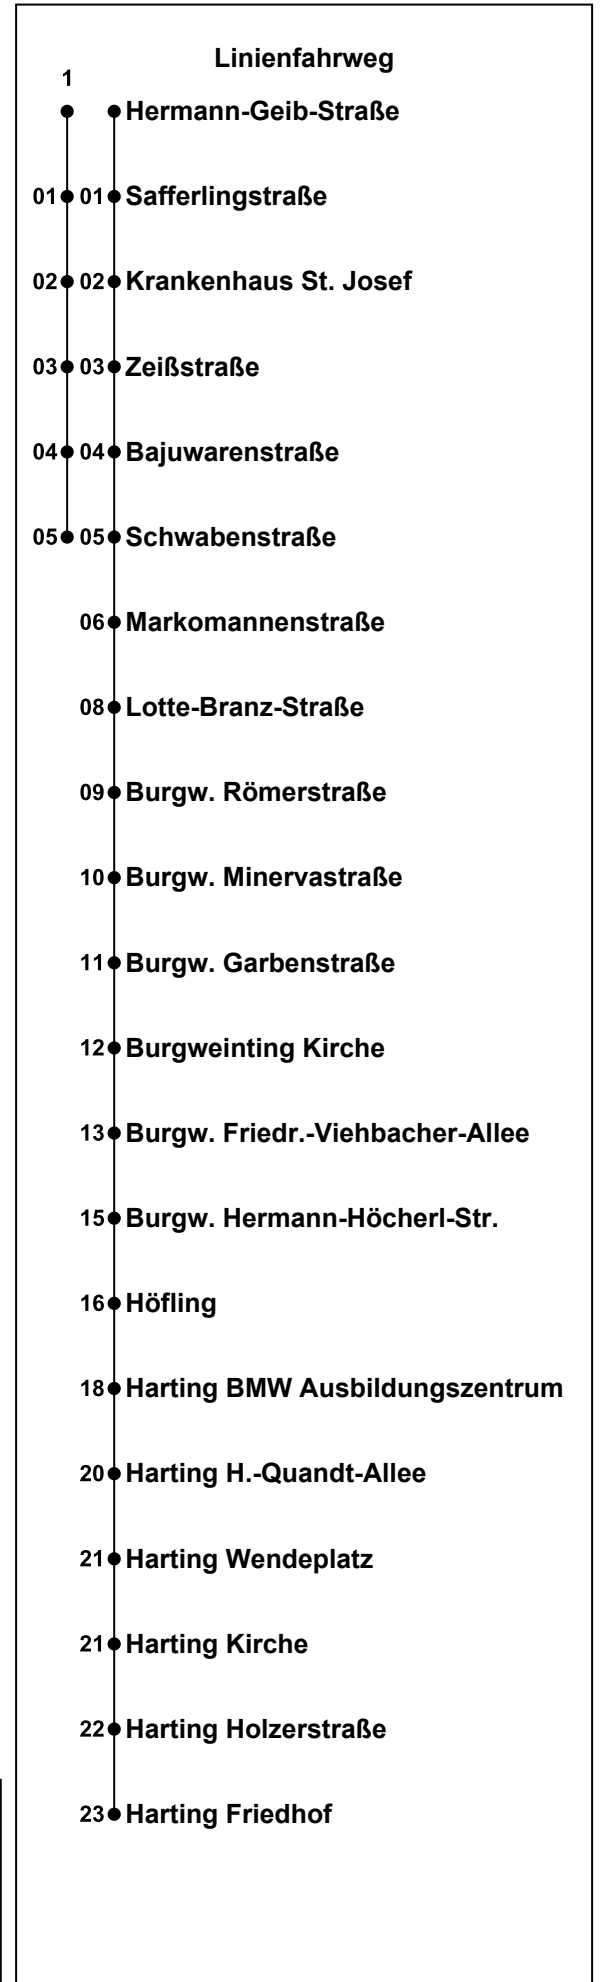 Linienfahrweg
1
Hermann-Geib-Straße
01 01 Safferlingstraße
02 02 Krankenhaus St. Josef
03 03 Zeißstraße
04 04 Bajuwarenstraße
05 05 Schwabenstraße
06 Markomannenstraße
08 Lotte-Branz-Straße
09 Burgw. Römerstraße
10 Burgw. Minervastraße
11 Burgw. Garbenstraße
12 Burgweinting Kirche
13 Burgw. Friedr.-Viehbacher-Allee
15 Burgw. Hermann-Höcherl-Str.
16 Höfling
18 Harting BMW Ausbildungszentrum
20 Harting H.-Quandt-Allee
21 Harting Wendeplatz
21 Harting Kirche
22 Harting Holzerstraße
23 Harting Friedhof